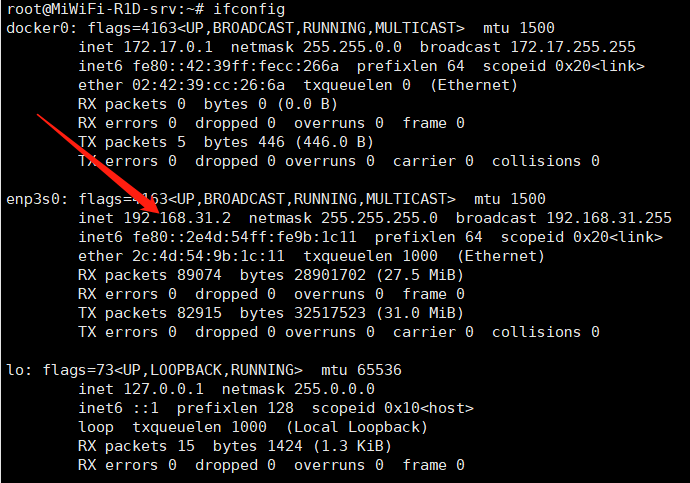 root@MiWiFi-R1D-srv:~# ifconfig
docker0: flags=4163<UP,BROADCAST,RUNNING,MULTICAST>  mtu 1500
        inet 172.17.0.1  netmask 255.255.0.0  broadcast 172.17.255.255
        inet6 fe80::42:39ff:fecc:266a  prefixlen 64  scopeid 0x20<link>
        ether 02:42:39:cc:26:6a  txqueuelen 0  (Ethernet)
        RX packets 0  bytes 0 (0.0 B)
        RX errors 0  dropped 0  overruns 0  frame 0
        TX packets 5  bytes 446 (446.0 B)
        TX errors 0  dropped 0 overruns 0  carrier 0  collisions 0

enp3s0: flags=4163<UP,BROADCAST,RUNNING,MULTICAST>  mtu 1500
        inet 192.168.31.2  netmask 255.255.255.0  broadcast 192.168.31.255
        inet6 fe80::2e4d:54ff:fe9b:1c11  prefixlen 64  scopeid 0x20<link>
        ether 2c:4d:54:9b:1c:11  txqueuelen 1000  (Ethernet)
        RX packets 89074  bytes 28901702 (27.5 MiB)
        RX errors 0  dropped 0  overruns 0  frame 0
        TX packets 82915  bytes 32517523 (31.0 MiB)
        TX errors 0  dropped 0 overruns 0  carrier 0  collisions 0

lo: flags=73<UP,LOOPBACK,RUNNING>  mtu 65536
        inet 127.0.0.1  netmask 255.0.0.0
        inet6 ::1  prefixlen 128  scopeid 0x10<host>
        loop  txqueuelen 1000  (Local Loopback)
        RX packets 15  bytes 1424 (1.3 KiB)
        RX errors 0  dropped 0  overruns 0  frame 0